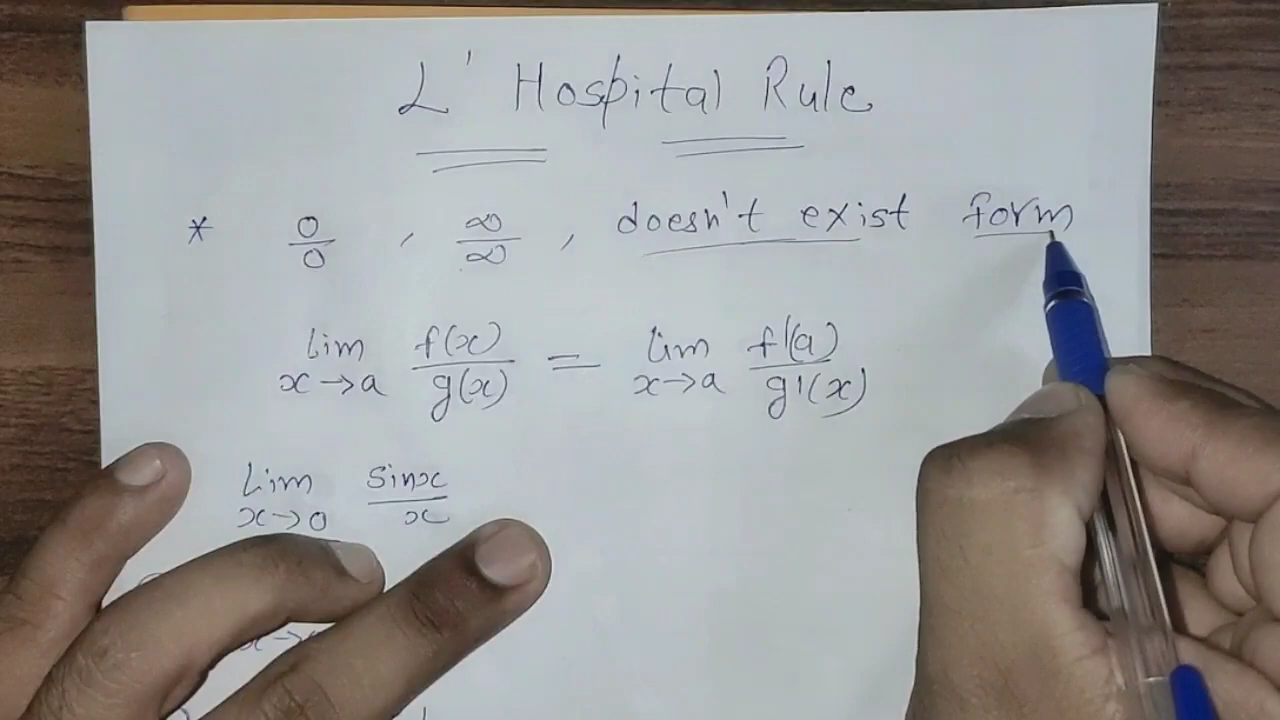 L' Hospital Rule
* 0/0 , ∞/∞ , doesn't exist form
lim x→a f(x)/g(x) = lim x→a f'(a)/g'(x)
Lim x→0 sinx/x